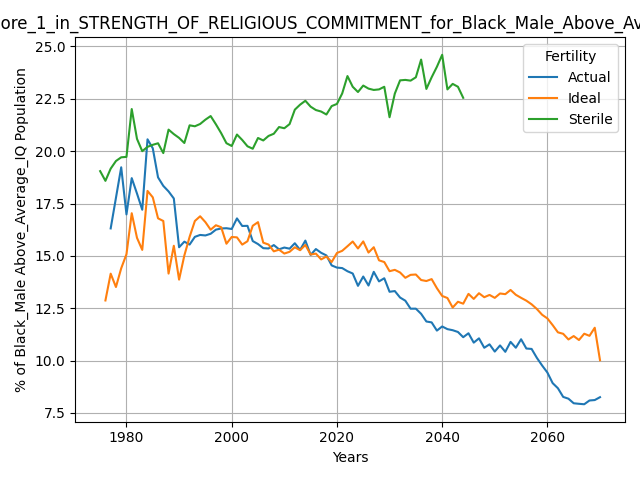 ore_1_in_STRENGTH_OF_RELIGIOUS_COMMITMENT_for_Black_Male_Above_Av
Fertility
Actual
Ideal
Sterile
% of Black_Male Above_Average_IQ Population
25.0
22.5
20.0
17.5
15.0
12.5
10.0
7.5
1980
2000
2020
2040
2060
Years